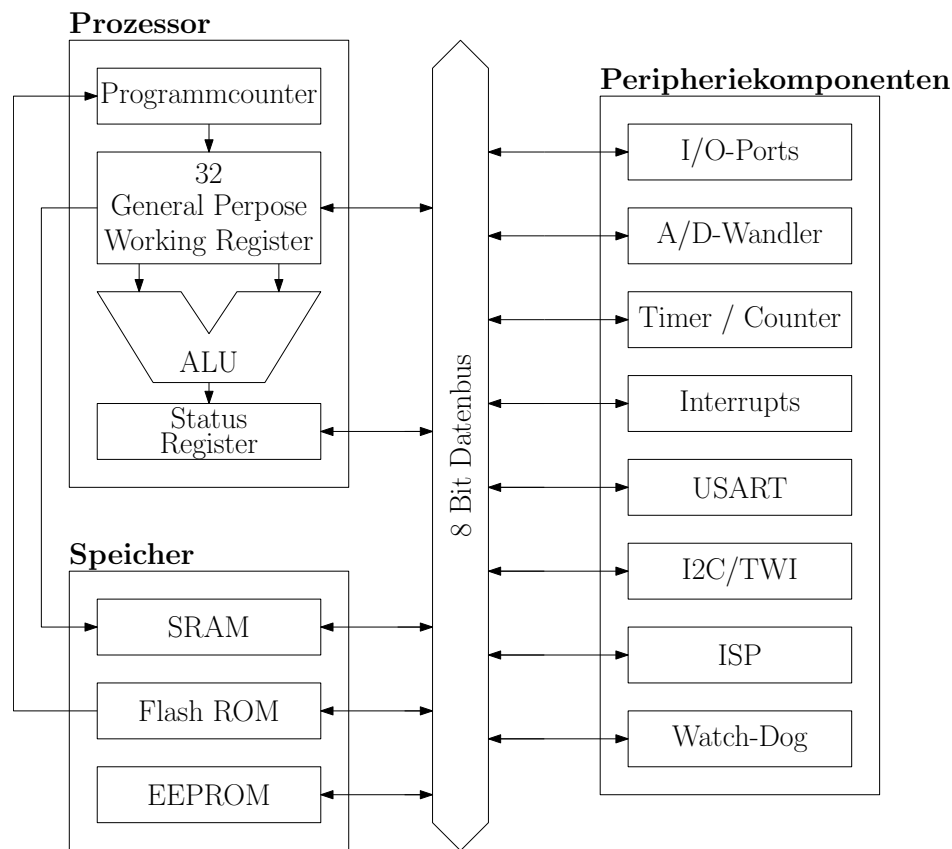 Prozessor
Programmcounter
32
General Perpose
Working Register
ALU
Status
Register
Speicher
SRAM
Flash ROM
EEPROM
8 Bit Datenbus
Peripheriekomponenten
I/O-Ports
A/D-Wandler
Timer / Counter
Interrupts
USART
I2C/TWI
ISP
Watch-Dog